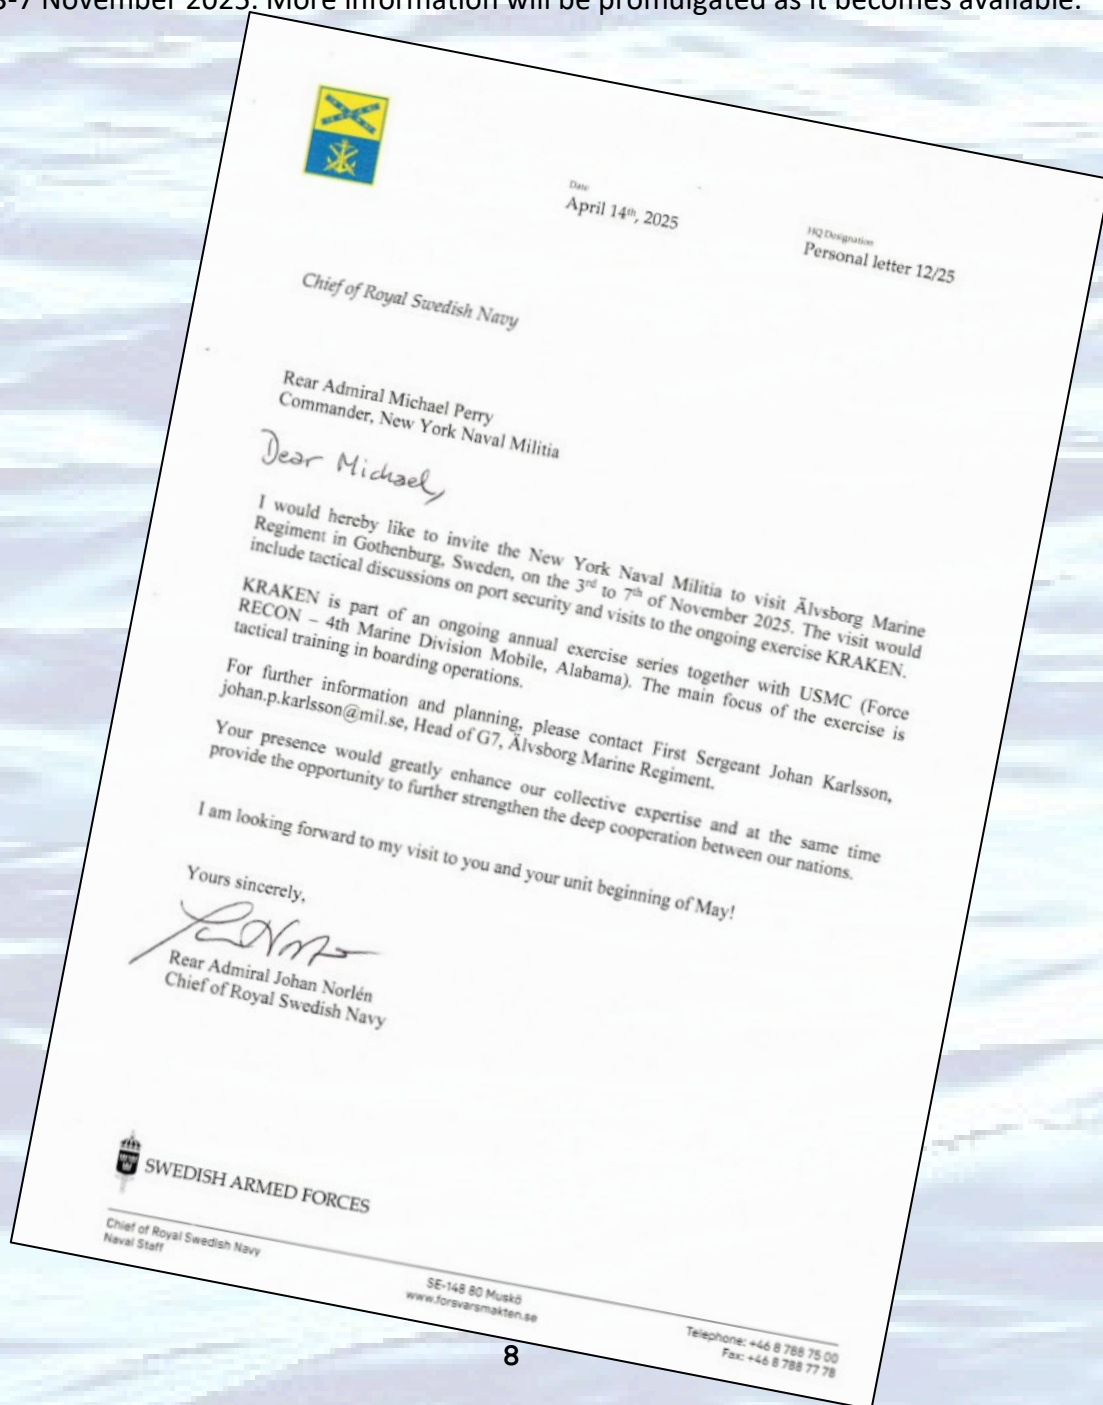 3-7 November 2025. More information will be promulgated as it becomes available.
Date
April 14th, 2025
HQ Designation
Personal letter 12/25
Chief of Royal Swedish Navy
Rear Admiral Michael Perry
Commander, New York Naval Militia
Dear Michael,
I would hereby like to invite the New York Naval Militia to visit Älvsborg Marine
Regiment in Gothenburg, Sweden, on the 3rd to 7th of November 2025. The visit would
include tactical discussions on port security and visits to the ongoing exercise KRAKEN.
KRAKEN is part of an ongoing annual exercise series together with USMC (Force
RECON – 4th Marine Division Mobile, Alabama). The main focus of the exercise is
tactical training in boarding operations.
For further information and planning, please contact First Sergeant Johan Karlsson,
johan.p.karlsson@mil.se, Head of G7, Älvsborg Marine Regiment.
Your presence would greatly enhance our collective expertise and at the same time
provide the opportunity to further strengthen the deep cooperation between our nations.
I am looking forward to my visit to you and your unit beginning of May!
Yours sincerely,
Rear Admiral Johan Norlén
Chief of Royal Swedish Navy
SWEDISH ARMED FORCES
Chief of Royal Swedish Navy
Naval Staff
SE-148 80 Muskö
www.forsvarsmakten.se
Telephone: +46 8 788 75 00
Fax: +46 8 788 77 78
8